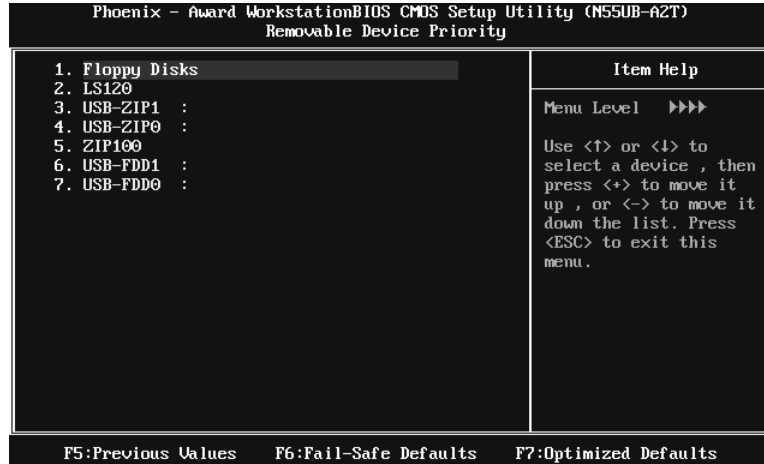 Phoenix - Award WorkstationBIOS CMOS Setup Utility (N55UB-A2T)
Removable Device Priority
1. Floppy Disks
2. LS120
3. USB-ZIP1 :
4. USB-ZIP0 :
5. ZIP100
6. USB-FDD1 :
7. USB-FDD0 :
Item Help
Menu Level ▶▶▶▶
Use <↑> or <↓> to
select a device , then
press <+> to move it
up , or <-> to move it
down the list. Press
<ESC> to exit this
menu.
F5:Previous Values F6:Fail-Safe Defaults F7:Optimized Defaults